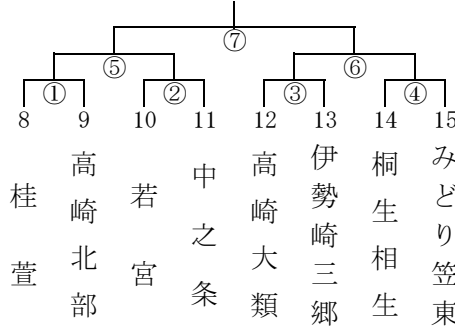 ⑦
⑤ ⑥
① ② ③ ④
8 9 10 11 12 13 14 15
桂萱
高崎北部
若宮
中之条
高崎大類
伊勢崎三郷
桐生相生
みどり笠東